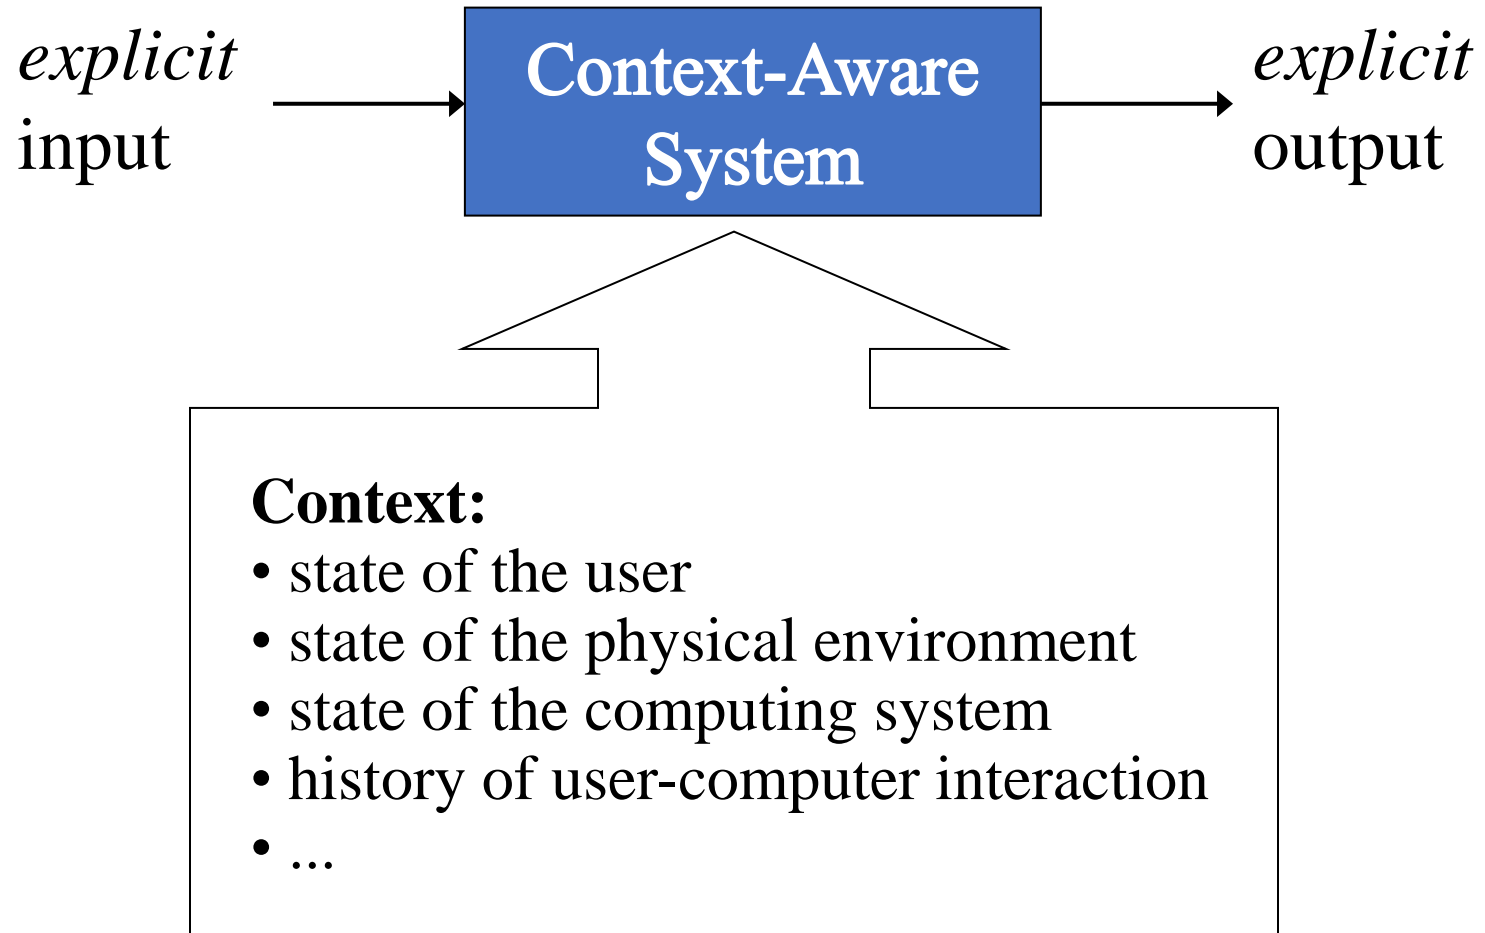 explicit
input
Context-Aware
System
explicit
output
Context:
• state of the user
• state of the physical environment
• state of the computing system
• history of user-computer interaction
• ...